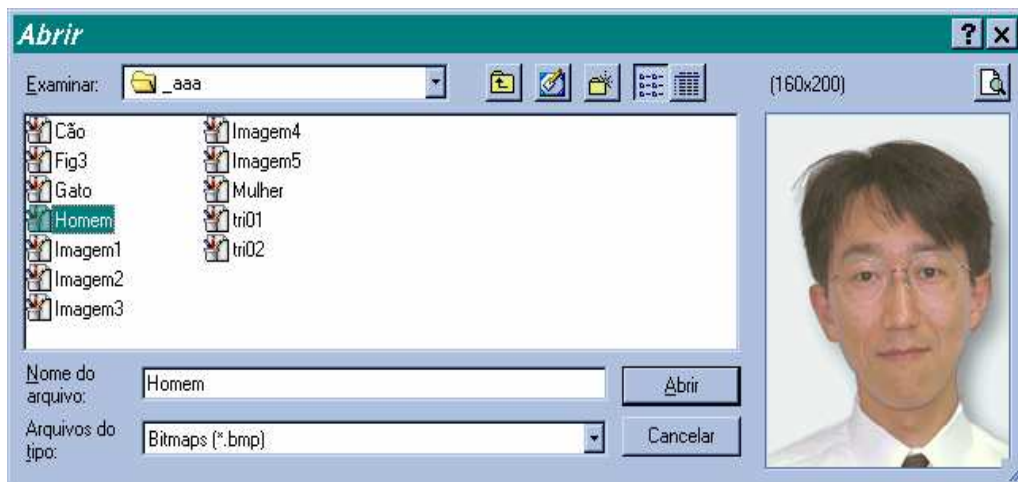 Abrir
Examinar: _aaa (160x200)
Cão Imagem4
Fig3 Imagem5
Gato Mulher
Homem tri01
Imagem1 tri02
Imagem2
Imagem3
Nome do
arquivo: Homem Abrir
Arquivos do
tipo: Bitmaps (*.bmp) Cancelar